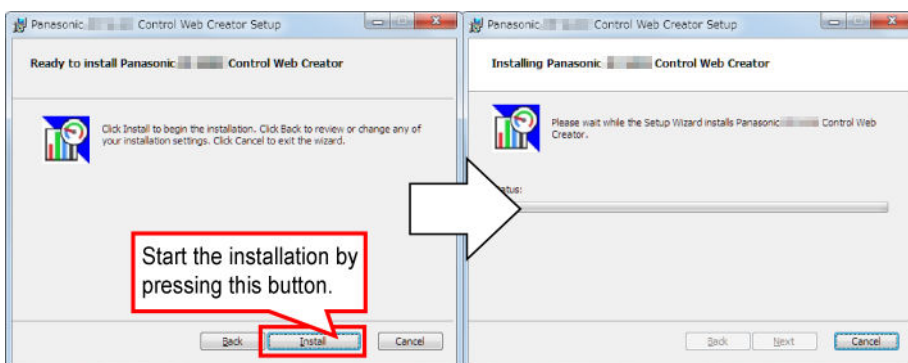 Panasonic Control Web Creator Setup
Ready to install Panasonic Control Web Creator
Click Install to begin the installation. Click Back to review or change any of
your installation settings. Click Cancel to exit the wizard.
Start the installation by
pressing this button.
Back Install Cancel
Panasonic Control Web Creator Setup
Installing Panasonic Control Web Creator
Please wait while the Setup Wizard installs Panasonic Control Web
Creator.
Back Next Cancel